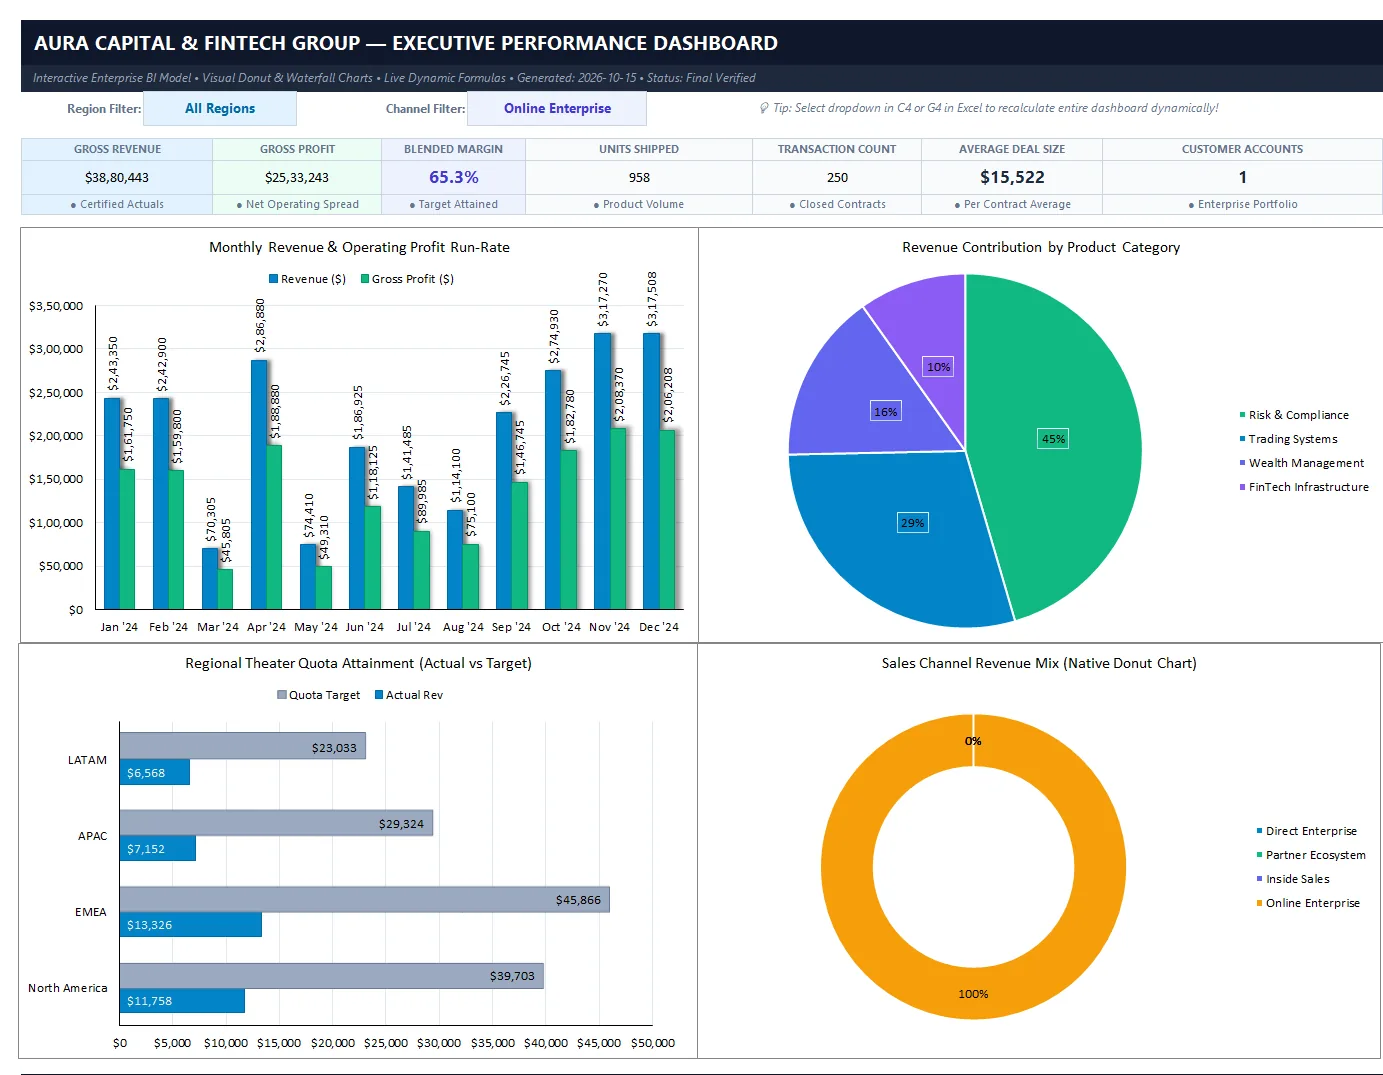 AURA CAPITAL & FINTECH GROUP — EXECUTIVE PERFORMANCE DASHBOARD
Interactive Enterprise BI Model • Visual Donut & Waterfall Charts • Live Dynamic Formulas • Generated: 2026-10-15 • Status: Final Verified
Region Filter: All Regions Channel Filter: Online Enterprise 💡 Tip: Select dropdown in C4 or G4 in Excel to recalculate entire dashboard dynamically!
GROSS REVENUE GROSS PROFIT BLENDED MARGIN UNITS SHIPPED TRANSACTION COUNT AVERAGE DEAL SIZE CUSTOMER ACCOUNTS
$38,80,443 $25,33,243 65.3% 958 250 $15,522 1
● Certified Actuals ● Net Operating Spread ● Target Attained ● Product Volume ● Closed Contracts ● Per Contract Average ● Enterprise Portfolio
Monthly Revenue & Operating Profit Run-Rate
Revenue ($) Gross Profit ($)
$3,50,000
$3,00,000
$2,50,000
$2,00,000
$1,50,000
$1,00,000
$50,000
$0
$2,43,350
$1,61,750
$2,42,900
$1,59,800
$70,305
$45,805
$2,86,880
$1,88,880
$74,410
$49,310
$1,86,925
$1,18,125
$1,41,485
$89,985
$1,14,100
$75,100
$2,26,745
$1,46,745
$2,74,930
$1,82,780
$3,17,270
$2,08,370
$3,17,508
$2,06,208
Jan '24 Feb '24 Mar '24 Apr '24 May '24 Jun '24 Jul '24 Aug '24 Sep '24 Oct '24 Nov '24 Dec '24
Revenue Contribution by Product Category
10%
16%
45%
29%
Risk & Compliance
Trading Systems
Wealth Management
FinTech Infrastructure
Regional Theater Quota Attainment (Actual vs Target)
Quota Target Actual Rev
LATAM
$23,033
$6,568
APAC
$29,324
$7,152
EMEA
$45,866
$13,326
North America
$39,703
$11,758
$0 $5,000 $10,000 $15,000 $20,000 $25,000 $30,000 $35,000 $40,000 $45,000 $50,000
Sales Channel Revenue Mix (Native Donut Chart)
0%
100%
Direct Enterprise
Partner Ecosystem
Inside Sales
Online Enterprise